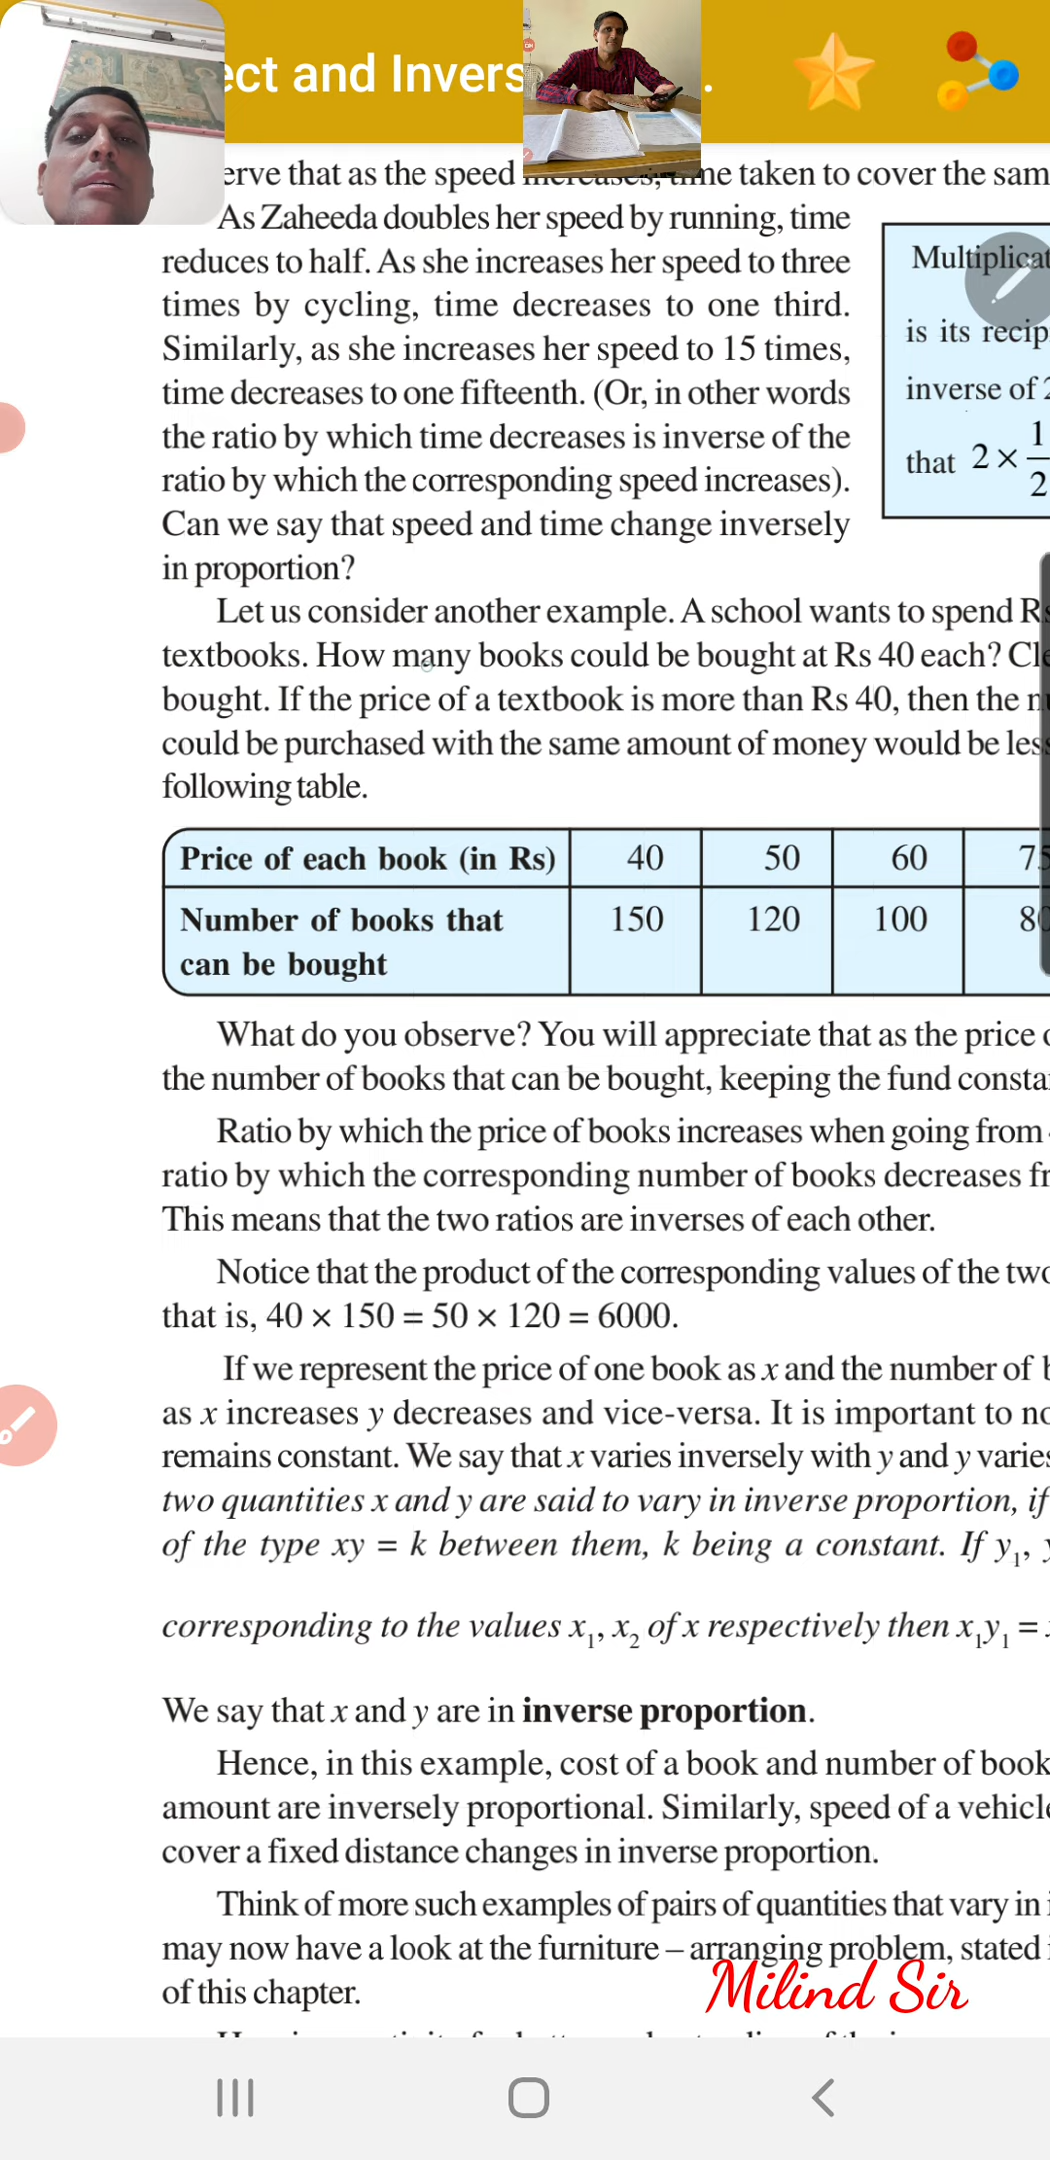 ect and Invers .
erve that as the speed increases, time taken to cover the sam
As Zaheeda doubles her speed by running, time
reduces to half. As she increases her speed to three
times by cycling, time decreases to one third.
Similarly, as she increases her speed to 15 times,
time decreases to one fifteenth. (Or, in other words
the ratio by which time decreases is inverse of the
ratio by which the corresponding speed increases).
Can we say that speed and time change inversely
in proportion?
Multiplicat
is its recip
inverse of 2
that 2 × 1/2
Let us consider another example. A school wants to spend Rs
textbooks. How many books could be bought at Rs 40 each? Cle
bought. If the price of a textbook is more than Rs 40, then the nu
could be purchased with the same amount of money would be less
following table.
Price of each book (in Rs) 40 50 60 75
Number of books that 150 120 100 80
can be bought
What do you observe? You will appreciate that as the price o
the number of books that can be bought, keeping the fund consta
Ratio by which the price of books increases when going from
ratio by which the corresponding number of books decreases fr
This means that the two ratios are inverses of each other.
Notice that the product of the corresponding values of the two
that is, 40 × 150 = 50 × 120 = 6000.
If we represent the price of one book as x and the number of b
as x increases y decreases and vice-versa. It is important to no
remains constant. We say that x varies inversely with y and y varies
two quantities x and y are said to vary in inverse proportion, if
of the type xy = k between them, k being a constant. If y₁, y
corresponding to the values x₁, x₂ of x respectively then x₁y₁ =
We say that x and y are in inverse proportion.
Hence, in this example, cost of a book and number of book
amount are inversely proportional. Similarly, speed of a vehicle
cover a fixed distance changes in inverse proportion.
Think of more such examples of pairs of quantities that vary in i
may now have a look at the furniture – arranging problem, stated i
of this chapter.
Milind Sir